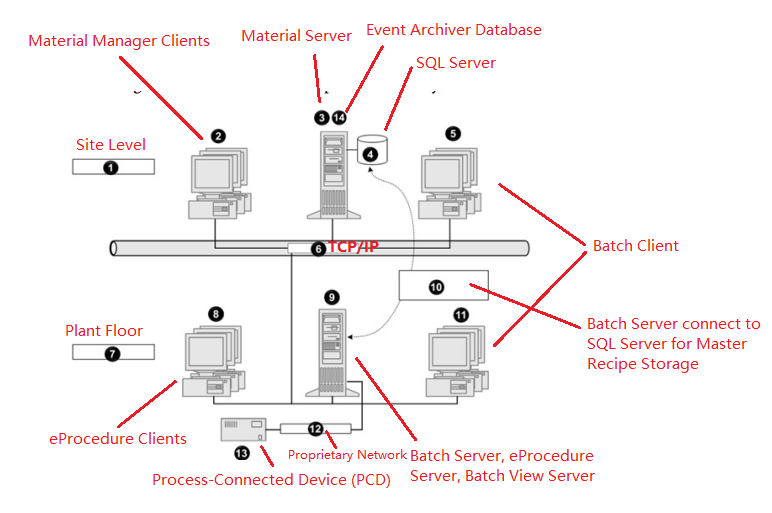 Event Archiver Database
Material Manager Clients
Material Server
SQL Server
3
14
2
5
Site Level
4
1
6
TCP/IP
Batch Client
10
9
8
11
Plant Floor
7
Batch Server connect to
SQL Server for Master
Recipe Storage
eProcedure Clients
12
13
Proprietary Network
Batch Server, eProcedure
Server, Batch View Server
Process-Connected Device (PCD)